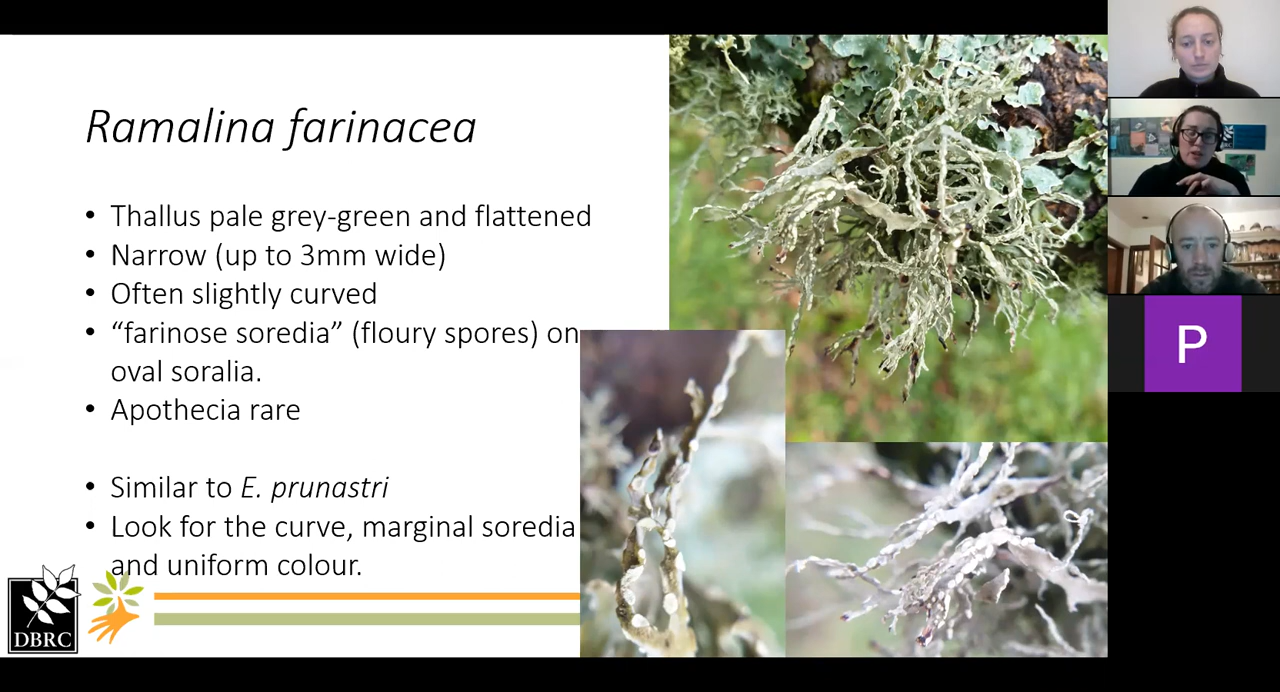 Ramalina farinacea
• Thallus pale grey-green and flattened
• Narrow (up to 3mm wide)
• Often slightly curved
• “farinose soredia” (floury spores) on
oval soralia.
• Apothecia rare
• Similar to E. prunastri
• Look for the curve, marginal soredia
and uniform colour.
DBRC
P